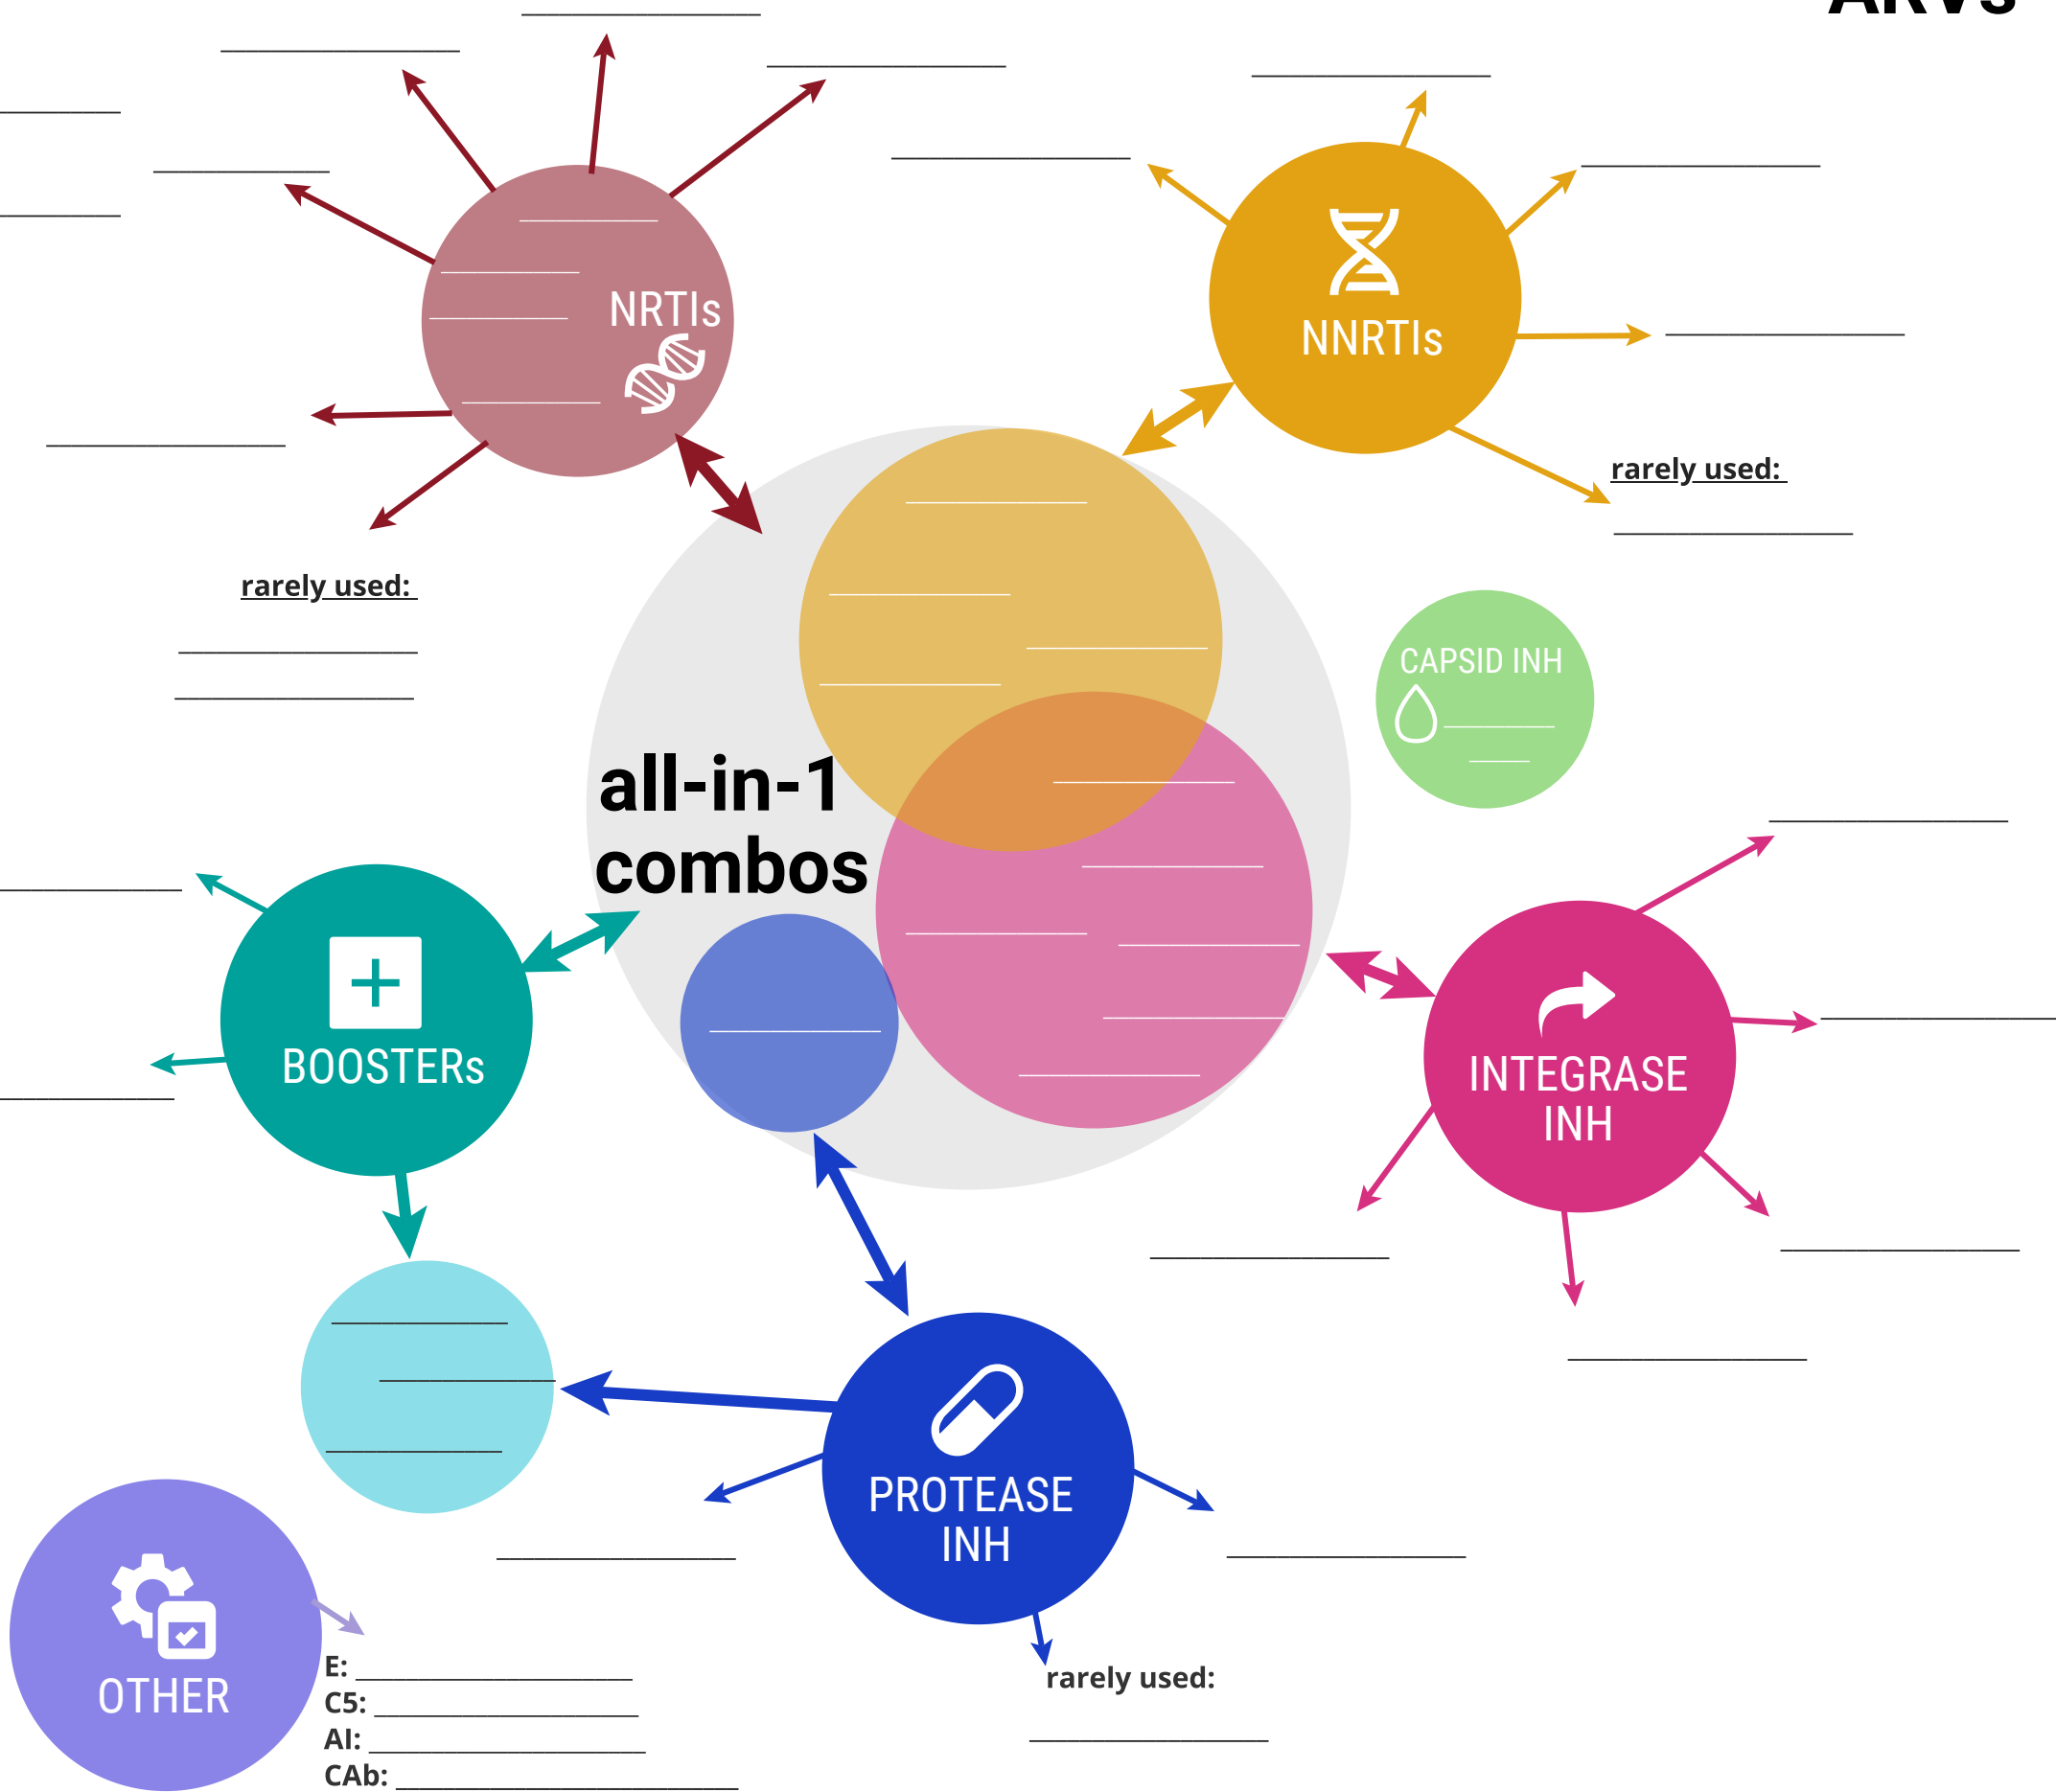 ARVs
NRTIs
NNRTIs
rarely used:
rarely used:
CAPSID INH
all-in-1
combos
BOOSTERs
INTEGRASE
INH
PROTEASE
INH
OTHER
E:
C5:
AI:
CAb:
rarely used: